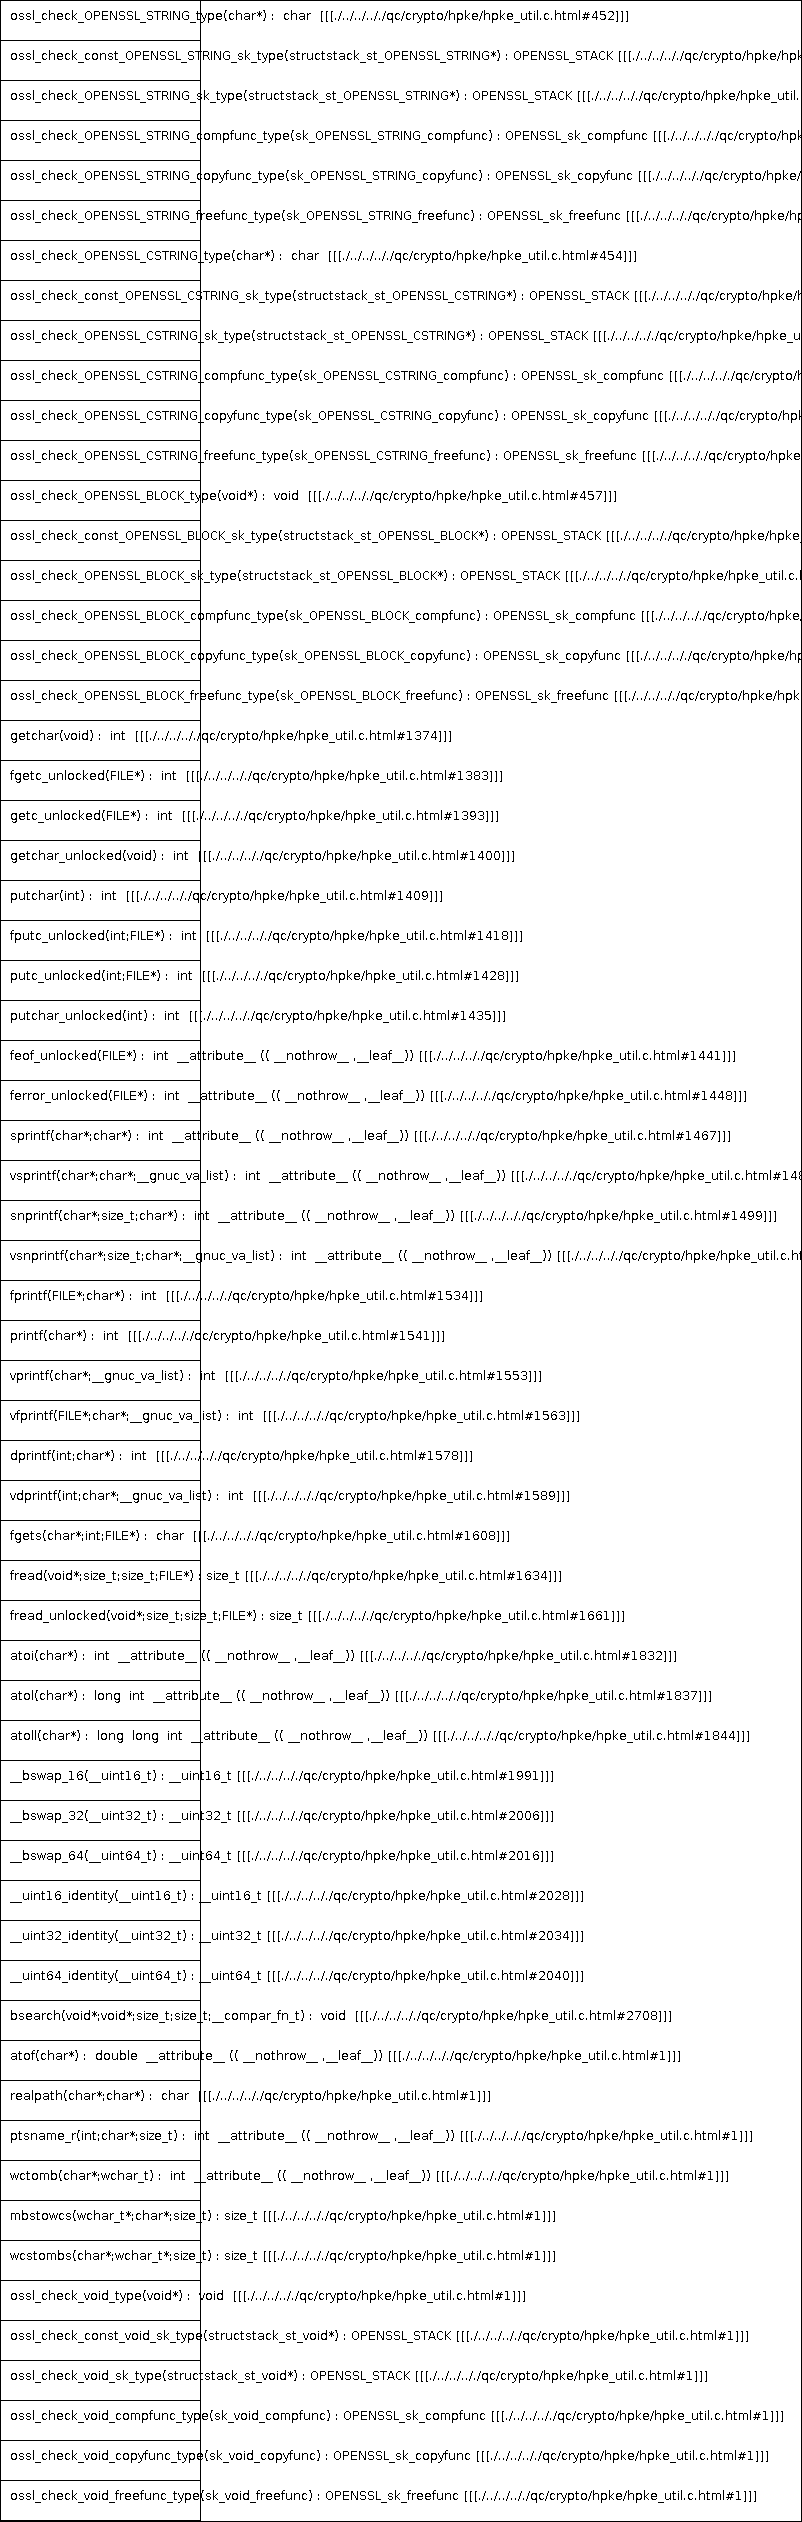 ossl_check_OPENSSL_STRING_type(char*) : char [[[./../../../../qc/crypto/hpke/hpke_util.c.html#452]]]
ossl_check_const_OPENSSL_STRING_sk_type(structstack_st_OPENSSL_STRING*) : OPENSSL_STACK [[[./../../../../qc/crypto/hpke/hpk
ossl_check_OPENSSL_STRING_sk_type(structstack_st_OPENSSL_STRING*) : OPENSSL_STACK [[[./../../../../qc/crypto/hpke/hpke_util.
ossl_check_OPENSSL_STRING_compfunc_type(sk_OPENSSL_STRING_compfunc) : OPENSSL_sk_compfunc [[[./../../../../qc/crypto/hpk
ossl_check_OPENSSL_STRING_copyfunc_type(sk_OPENSSL_STRING_copyfunc) : OPENSSL_sk_copyfunc [[[./../../../../qc/crypto/hpke/
ossl_check_OPENSSL_STRING_freefunc_type(sk_OPENSSL_STRING_freefunc) : OPENSSL_sk_freefunc [[[./../../../../qc/crypto/hpke/hp
ossl_check_OPENSSL_CSTRING_type(char*) : char [[[./../../../../qc/crypto/hpke/hpke_util.c.html#454]]]
ossl_check_const_OPENSSL_CSTRING_sk_type(structstack_st_OPENSSL_CSTRING*) : OPENSSL_STACK [[[./../../../../qc/crypto/hpke/h
ossl_check_OPENSSL_CSTRING_sk_type(structstack_st_OPENSSL_CSTRING*) : OPENSSL_STACK [[[./../../../../qc/crypto/hpke/hpke_u
ossl_check_OPENSSL_CSTRING_compfunc_type(sk_OPENSSL_CSTRING_compfunc) : OPENSSL_sk_compfunc [[[./../../../../qc/crypto/h
ossl_check_OPENSSL_CSTRING_copyfunc_type(sk_OPENSSL_CSTRING_copyfunc) : OPENSSL_sk_copyfunc [[[./../../../../qc/crypto/hpk
ossl_check_OPENSSL_CSTRING_freefunc_type(sk_OPENSSL_CSTRING_freefunc) : OPENSSL_sk_freefunc [[[./../../../../qc/crypto/hpke
ossl_check_OPENSSL_BLOCK_type(void*) : void [[[./../../../../qc/crypto/hpke/hpke_util.c.html#457]]]
ossl_check_const_OPENSSL_BLOCK_sk_type(structstack_st_OPENSSL_BLOCK*) : OPENSSL_STACK [[[./../../../../qc/crypto/hpke/hpke_
ossl_check_OPENSSL_BLOCK_sk_type(structstack_st_OPENSSL_BLOCK*) : OPENSSL_STACK [[[./../../../../qc/crypto/hpke/hpke_util.c.h
ossl_check_OPENSSL_BLOCK_compfunc_type(sk_OPENSSL_BLOCK_compfunc) : OPENSSL_sk_compfunc [[[./../../../../qc/crypto/hpke/
ossl_check_OPENSSL_BLOCK_copyfunc_type(sk_OPENSSL_BLOCK_copyfunc) : OPENSSL_sk_copyfunc [[[./../../../../qc/crypto/hpke/hp
ossl_check_OPENSSL_BLOCK_freefunc_type(sk_OPENSSL_BLOCK_freefunc) : OPENSSL_sk_freefunc [[[./../../../../qc/crypto/hpke/hpk
getchar(void) : int [[[./../../../../qc/crypto/hpke/hpke_util.c.html#1374]]]
fgetc_unlocked(FILE*) : int [[[./../../../../qc/crypto/hpke/hpke_util.c.html#1383]]]
getc_unlocked(FILE*) : int [[[./../../../../qc/crypto/hpke/hpke_util.c.html#1393]]]
getchar_unlocked(void) : int [[[./../../../../qc/crypto/hpke/hpke_util.c.html#1400]]]
putchar(int) : int [[[./../../../../qc/crypto/hpke/hpke_util.c.html#1409]]]
fputc_unlocked(int;FILE*) : int [[[./../../../../qc/crypto/hpke/hpke_util.c.html#1418]]]
putc_unlocked(int;FILE*) : int [[[./../../../../qc/crypto/hpke/hpke_util.c.html#1428]]]
putchar_unlocked(int) : int [[[./../../../../qc/crypto/hpke/hpke_util.c.html#1435]]]
feof_unlocked(FILE*) : int __attribute__ (( __nothrow__ ,__leaf__)) [[[./../../../../qc/crypto/hpke/hpke_util.c.html#1441]]]
ferror_unlocked(FILE*) : int __attribute__ (( __nothrow__ ,__leaf__)) [[[./../../../../qc/crypto/hpke/hpke_util.c.html#1448]]]
sprintf(char*;char*) : int __attribute__ (( __nothrow__ ,__leaf__)) [[[./../../../../qc/crypto/hpke/hpke_util.c.html#1467]]]
vsprintf(char*;char*;__gnuc_va_list) : int __attribute__ (( __nothrow__ ,__leaf__)) [[[./../../../../qc/crypto/hpke/hpke_util.c.html#148
snprintf(char*;size_t;char*) : int __attribute__ (( __nothrow__ ,__leaf__)) [[[./../../../../qc/crypto/hpke/hpke_util.c.html#1499]]]
vsnprintf(char*;size_t;char*;__gnuc_va_list) : int __attribute__ (( __nothrow__ ,__leaf__)) [[[./../../../../qc/crypto/hpke/hpke_util.c.ht
fprintf(FILE*;char*) : int [[[./../../../../qc/crypto/hpke/hpke_util.c.html#1534]]]
printf(char*) : int [[[./../../../../qc/crypto/hpke/hpke_util.c.html#1541]]]
vprintf(char*;__gnuc_va_list) : int [[[./../../../../qc/crypto/hpke/hpke_util.c.html#1553]]]
vfprintf(FILE*;char*;__gnuc_va_list) : int [[[./../../../../qc/crypto/hpke/hpke_util.c.html#1563]]]
dprintf(int;char*) : int [[[./../../../../qc/crypto/hpke/hpke_util.c.html#1578]]]
vdprintf(int;char*;__gnuc_va_list) : int [[[./../../../../qc/crypto/hpke/hpke_util.c.html#1589]]]
fgets(char*;int;FILE*) : char [[[./../../../../qc/crypto/hpke/hpke_util.c.html#1608]]]
fread(void*;size_t;size_t;FILE*) : size_t [[[./../../../../qc/crypto/hpke/hpke_util.c.html#1634]]]
fread_unlocked(void*;size_t;size_t;FILE*) : size_t [[[./../../../../qc/crypto/hpke/hpke_util.c.html#1661]]]
atoi(char*) : int __attribute__ (( __nothrow__ ,__leaf__)) [[[./../../../../qc/crypto/hpke/hpke_util.c.html#1832]]]
atol(char*) : long int __attribute__ (( __nothrow__ ,__leaf__)) [[[./../../../../qc/crypto/hpke/hpke_util.c.html#1837]]]
atoll(char*) : long long int __attribute__ (( __nothrow__ ,__leaf__)) [[[./../../../../qc/crypto/hpke/hpke_util.c.html#1844]]]
__bswap_16(__uint16_t) : __uint16_t [[[./../../../../qc/crypto/hpke/hpke_util.c.html#1991]]]
__bswap_32(__uint32_t) : __uint32_t [[[./../../../../qc/crypto/hpke/hpke_util.c.html#2006]]]
__bswap_64(__uint64_t) : __uint64_t [[[./../../../../qc/crypto/hpke/hpke_util.c.html#2016]]]
__uint16_identity(__uint16_t) : __uint16_t [[[./../../../../qc/crypto/hpke/hpke_util.c.html#2028]]]
__uint32_identity(__uint32_t) : __uint32_t [[[./../../../../qc/crypto/hpke/hpke_util.c.html#2034]]]
__uint64_identity(__uint64_t) : __uint64_t [[[./../../../../qc/crypto/hpke/hpke_util.c.html#2040]]]
bsearch(void*;void*;size_t;size_t;__compar_fn_t) : void [[[./../../../../qc/crypto/hpke/hpke_util.c.html#2708]]]
atof(char*) : double __attribute__ (( __nothrow__ ,__leaf__)) [[[./../../../../qc/crypto/hpke/hpke_util.c.html#1]]]
realpath(char*;char*) : char [[[./../../../../qc/crypto/hpke/hpke_util.c.html#1]]]
ptsname_r(int;char*;size_t) : int __attribute__ (( __nothrow__ ,__leaf__)) [[[./../../../../qc/crypto/hpke/hpke_util.c.html#1]]]
wctomb(char*;wchar_t) : int __attribute__ (( __nothrow__ ,__leaf__)) [[[./../../../../qc/crypto/hpke/hpke_util.c.html#1]]]
mbstowcs(wchar_t*;char*;size_t) : size_t [[[./../../../../qc/crypto/hpke/hpke_util.c.html#1]]]
wcstombs(char*;wchar_t*;size_t) : size_t [[[./../../../../qc/crypto/hpke/hpke_util.c.html#1]]]
ossl_check_void_type(void*) : void [[[./../../../../qc/crypto/hpke/hpke_util.c.html#1]]]
ossl_check_const_void_sk_type(structstack_st_void*) : OPENSSL_STACK [[[./../../../../qc/crypto/hpke/hpke_util.c.html#1]]]
ossl_check_void_sk_type(structstack_st_void*) : OPENSSL_STACK [[[./../../../../qc/crypto/hpke/hpke_util.c.html#1]]]
ossl_check_void_compfunc_type(sk_void_compfunc) : OPENSSL_sk_compfunc [[[./../../../../qc/crypto/hpke/hpke_util.c.html#1]]]
ossl_check_void_copyfunc_type(sk_void_copyfunc) : OPENSSL_sk_copyfunc [[[./../../../../qc/crypto/hpke/hpke_util.c.html#1]]]
ossl_check_void_freefunc_type(sk_void_freefunc) : OPENSSL_sk_freefunc [[[./../../../../qc/crypto/hpke/hpke_util.c.html#1]]]